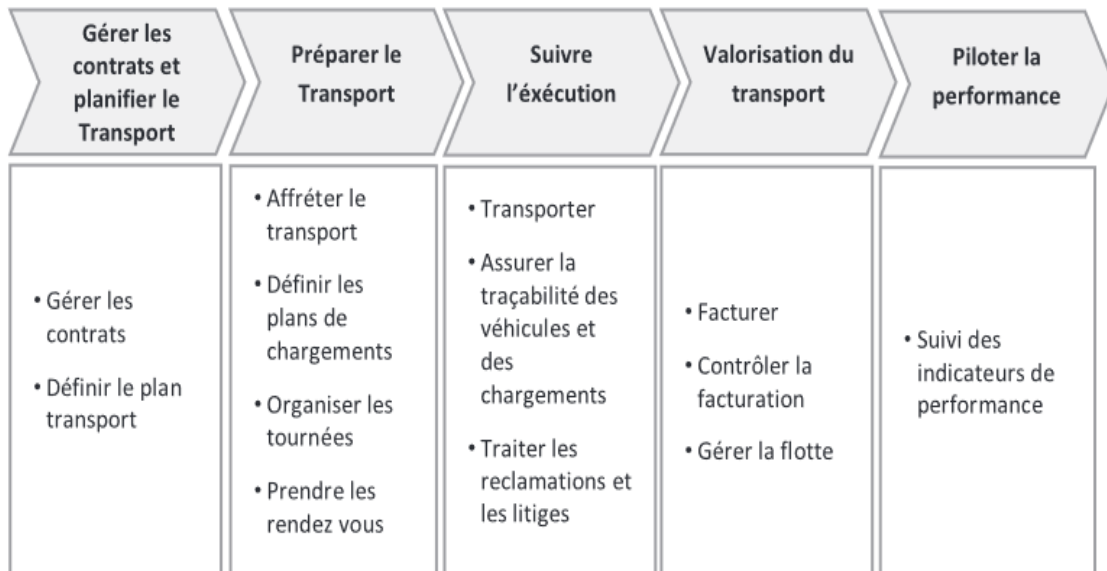 Gérer les
contrats et
planifier le
Transport
Préparer le
Transport
Suivre
l'éxécution
Valorisation du
transport
Piloter la
performance
• Gérer les
contrats
• Définir le plan
transport
• Affréter le
transport
• Définir les
plans de
chargements
• Organiser les
tournées
• Prendre les
rendez vous
• Transporter
• Assurer la
traçabilité des
véhicules et
des
chargements
• Traiter les
reclamations et
les litiges
• Facturer
• Contrôler la
facturation
• Gérer la flotte
• Suivi des
indicateurs de
performance